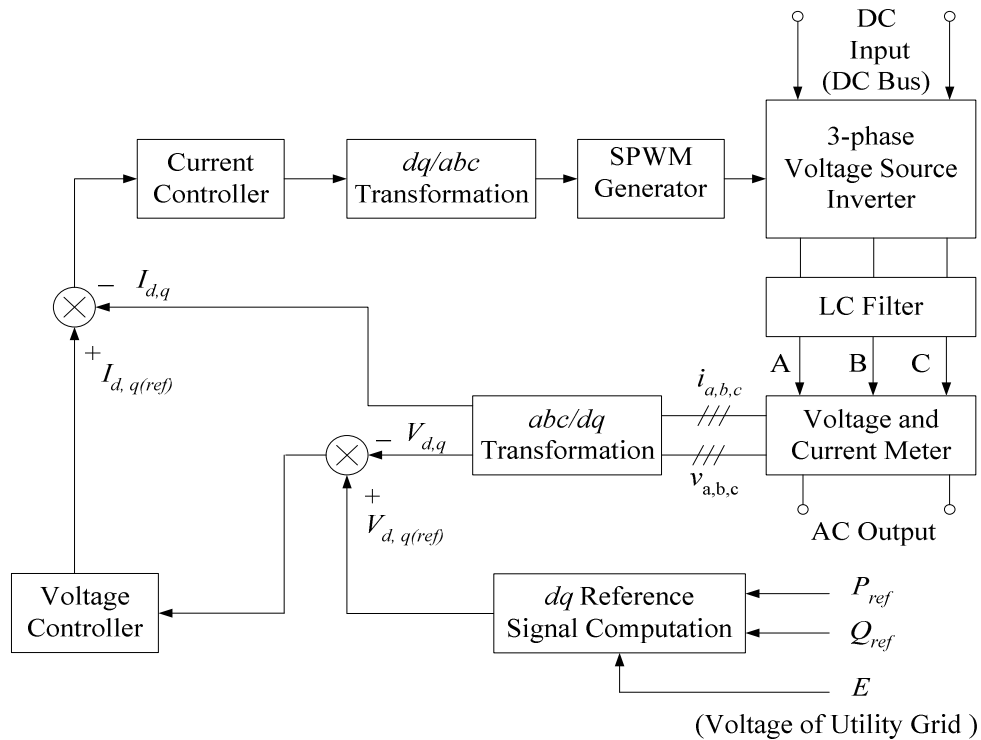 DC
Input
(DC Bus)
3-phase
Voltage Source
Inverter
Current
Controller
dq/abc
Transformation
SPWM
Generator
− I_{d,q}
LC Filter
+
I_{d, q(ref)}
A B C
i_{a,b,c}
abc/dq
Transformation
Voltage and
Current Meter
− V_{d,q}
v_{a,b,c}
+
V_{d, q(ref)}
AC Output
Voltage
Controller
dq Reference
Signal Computation
P_{ref}
Q_{ref}
E
(Voltage of Utility Grid )